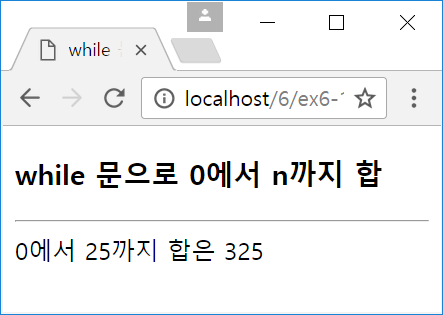 while
localhost/6/ex6-
while 문으로 0에서 n까지 합
0에서 25까지 합은 325